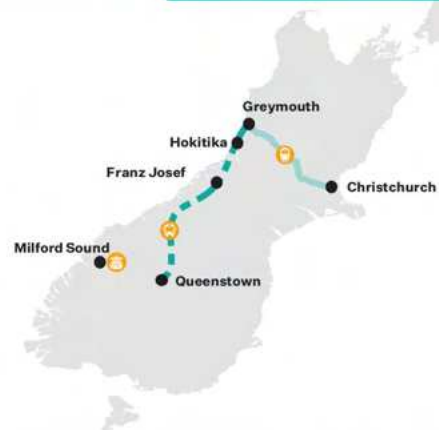 Greymouth
Hokitika
Franz Josef
Christchurch
Milford Sound
Queenstown